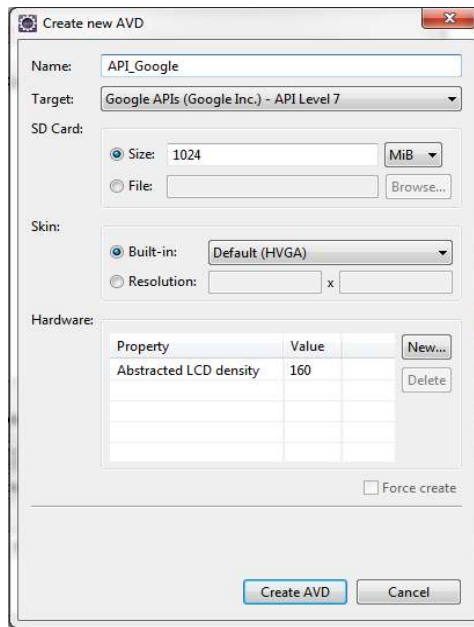 Create new AVD
Name: API_Google
Target: Google APIs (Google Inc.) - API Level 7
SD Card:
Size: 1024 MiB
File: Browse...
Skin:
Built-in: Default (HVGA)
Resolution: x
Hardware:
Property Value New...
Abstracted LCD density 160 Delete
Force create
Create AVD Cancel